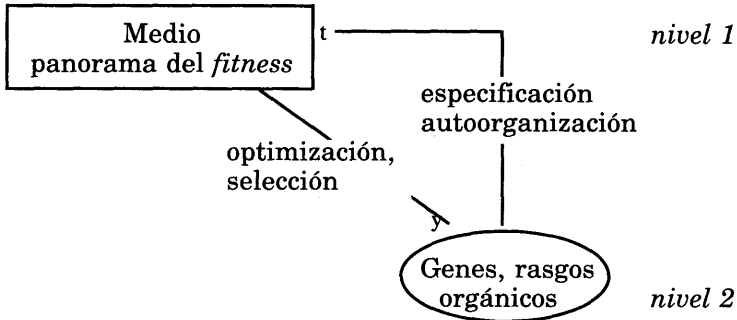 Medio
panorama del fitness
t
nivel 1
especificación
autoorganización
optimización,
selección
y
Genes, rasgos
orgánicos
nivel 2